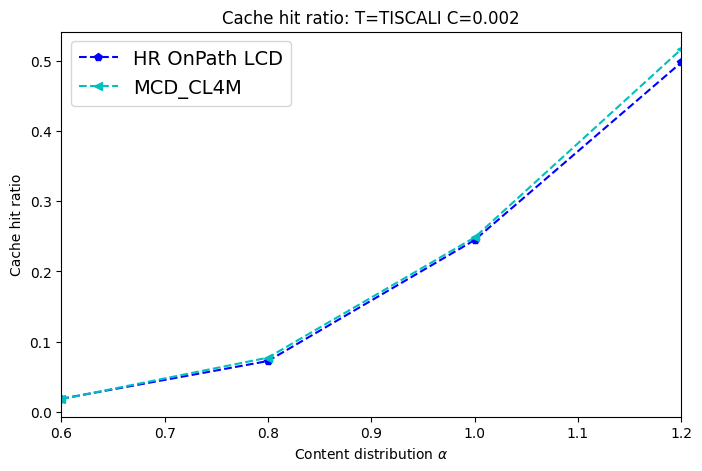 Cache hit ratio: T=TISCALI C=0.002
HR OnPath LCD
MCD_CL4M
Cache hit ratio
0.5
0.4
0.3
0.2
0.1
0.0
0.6
0.7
0.8
0.9
1.0
1.1
1.2
Content distribution α